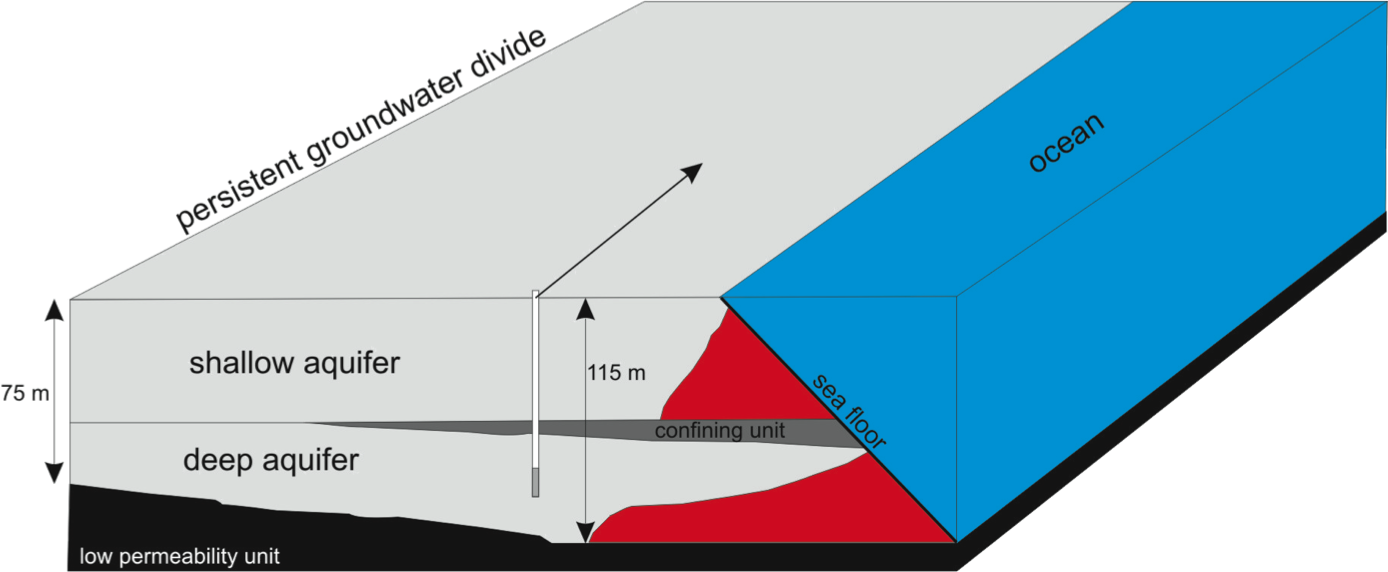 persistent groundwater divide
ocean
shallow aquifer
75 m
115 m
sea floor
confining unit
deep aquifer
low permeability unit